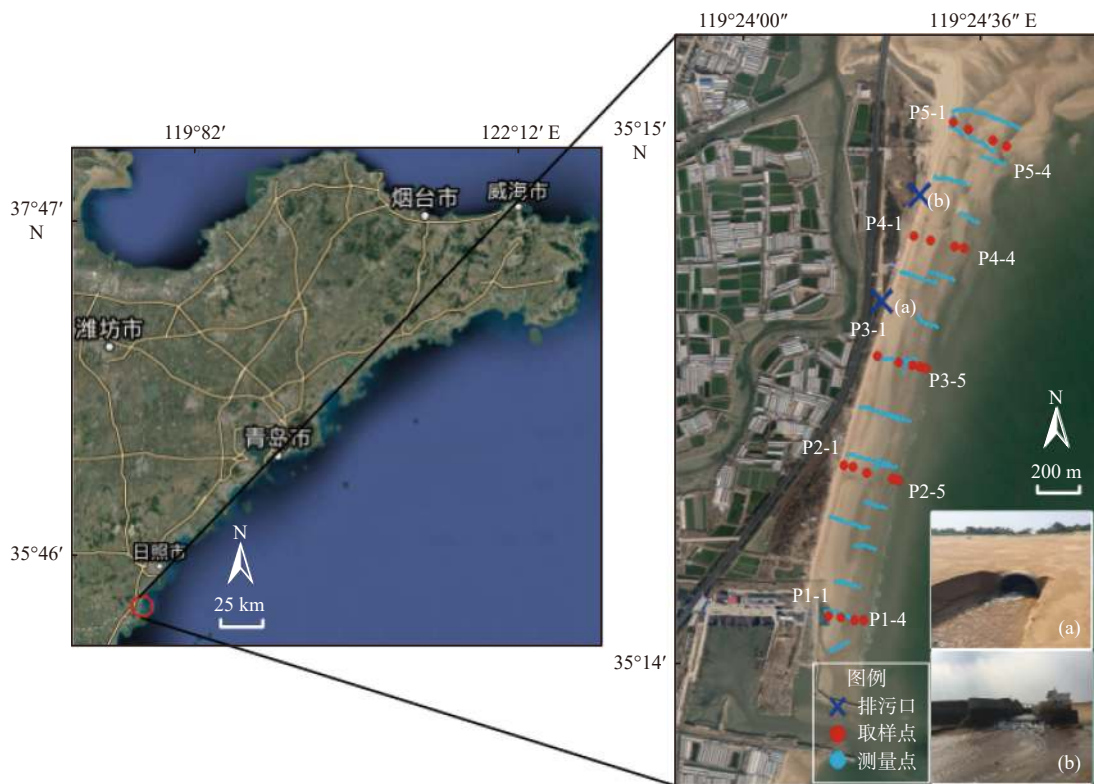 119°24′00″
119°24′36″ E
119°82′
122°12′ E
37°47′
N
35°46′
烟台市
威海市
潍坊市
青岛市
日照市
N
25 km
35°15′
N
35°14′
P5-1
P5-4
(b)
P4-1
P4-4
(a)
P3-1
P3-5
P2-1
P2-5
P1-1
P1-4
N
200 m
图例
排污口
取样点
测量点
(a)
(b)